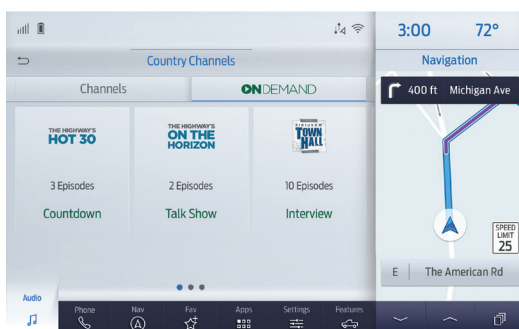 3:00 72°
Country Channels
Navigation
Channels
ONDEMAND
400 ft Michigan Ave
THE HIGHWAY'S
HOT 30
3 Episodes
Countdown
THE HIGHWAY'S
ON THE
HORIZON
2 Episodes
Talk Show
TOWN
HALL
10 Episodes
Interview
SPEED
LIMIT
25
E The American Rd
Audio
Phone
Nav
Fav
Apps
Settings
Features